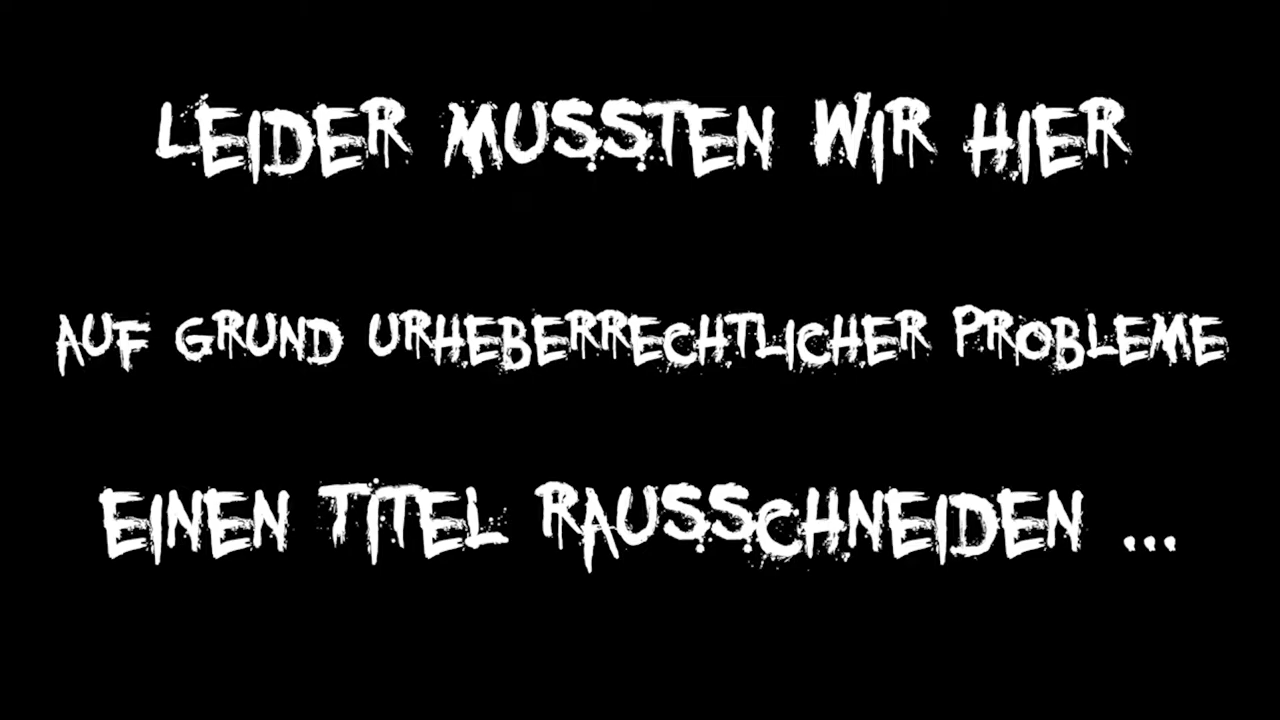 LEIDER MUSSTEN WIR HIER
AUF GRUND URHEBERRECHTLICHER PROBLEME
EINEN TITEL RAUSSCHNEIDEN ...